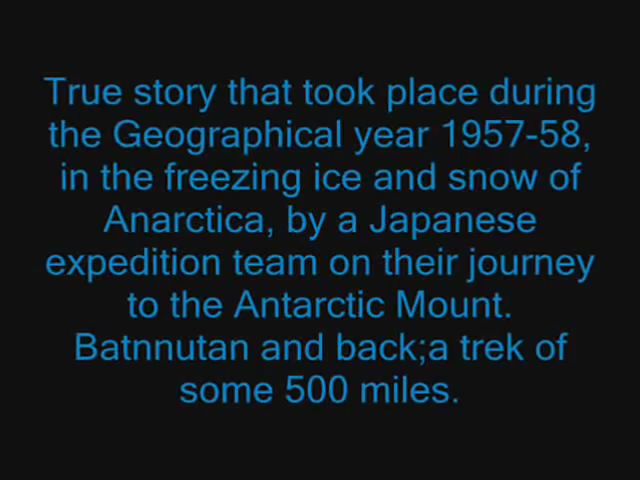 True story that took place during
the Geographical year 1957-58,
in the freezing ice and snow of
Anarctica, by a Japanese
expedition team on their journey
to the Antarctic Mount.
Batnnutan and back;a trek of
some 500 miles.